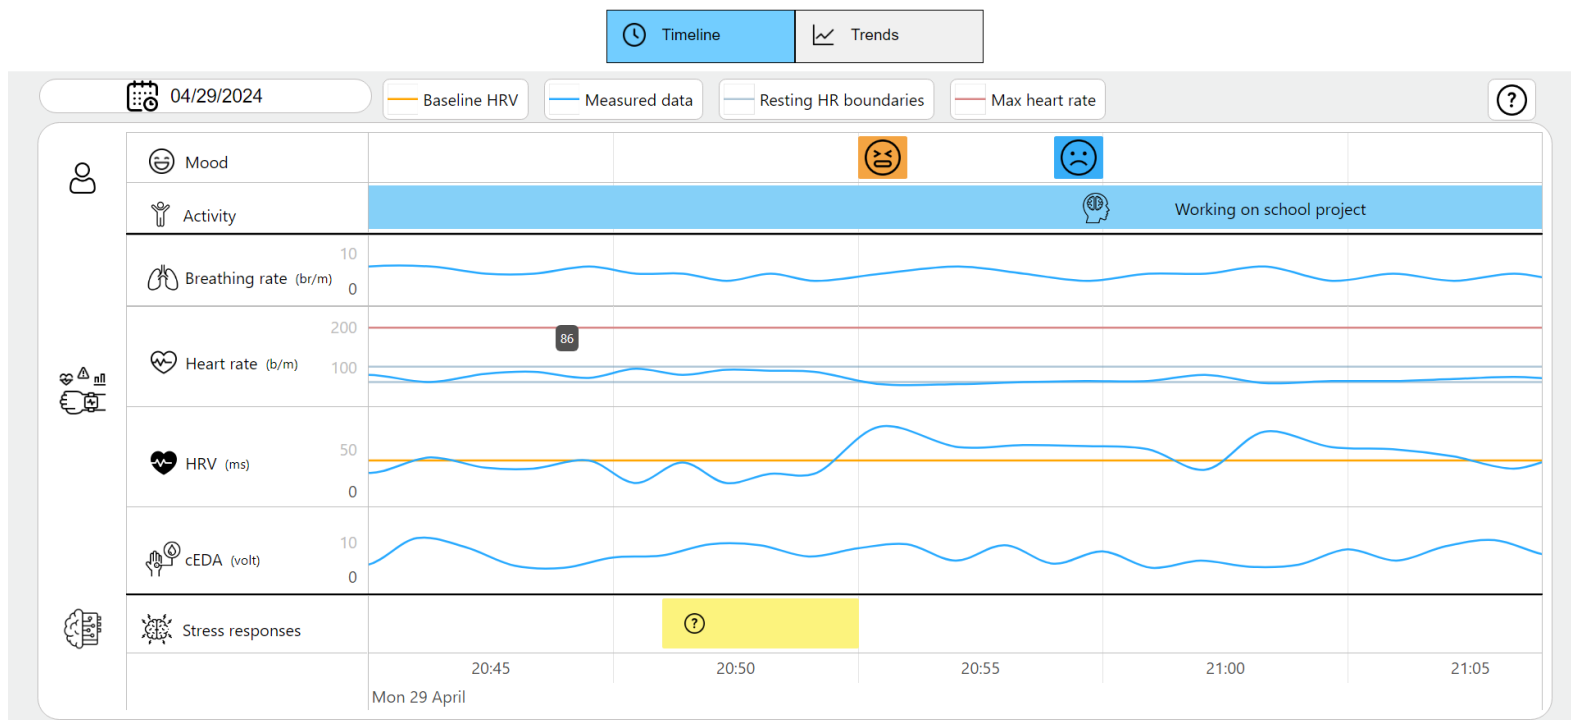 Timeline
Trends
04/29/2024
Baseline HRV
Measured data
Resting HR boundaries
Max heart rate
?
Mood
Activity
Working on school project
10
Breathing rate (br/m)
0
200
86
Heart rate (b/m)
100
50
HRV (ms)
0
10
cEDA (volt)
0
Stress responses
?
20:45 20:50 20:55 21:00 21:05
Mon 29 April